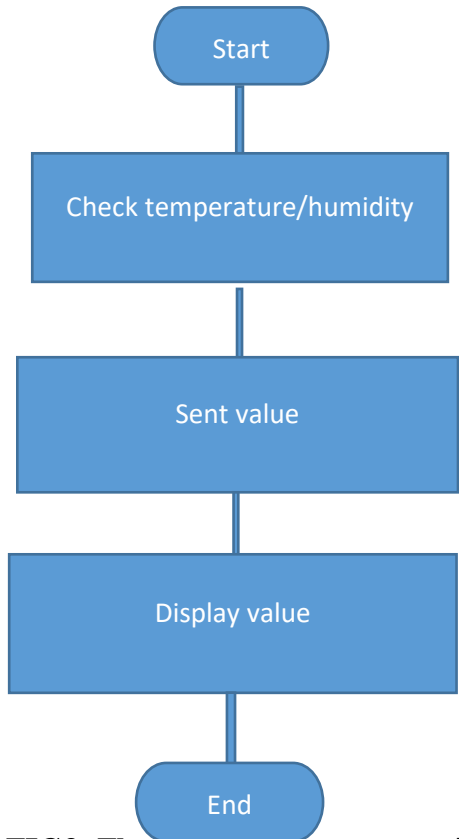 Start
Check temperature/humidity
Sent value
Display value
End